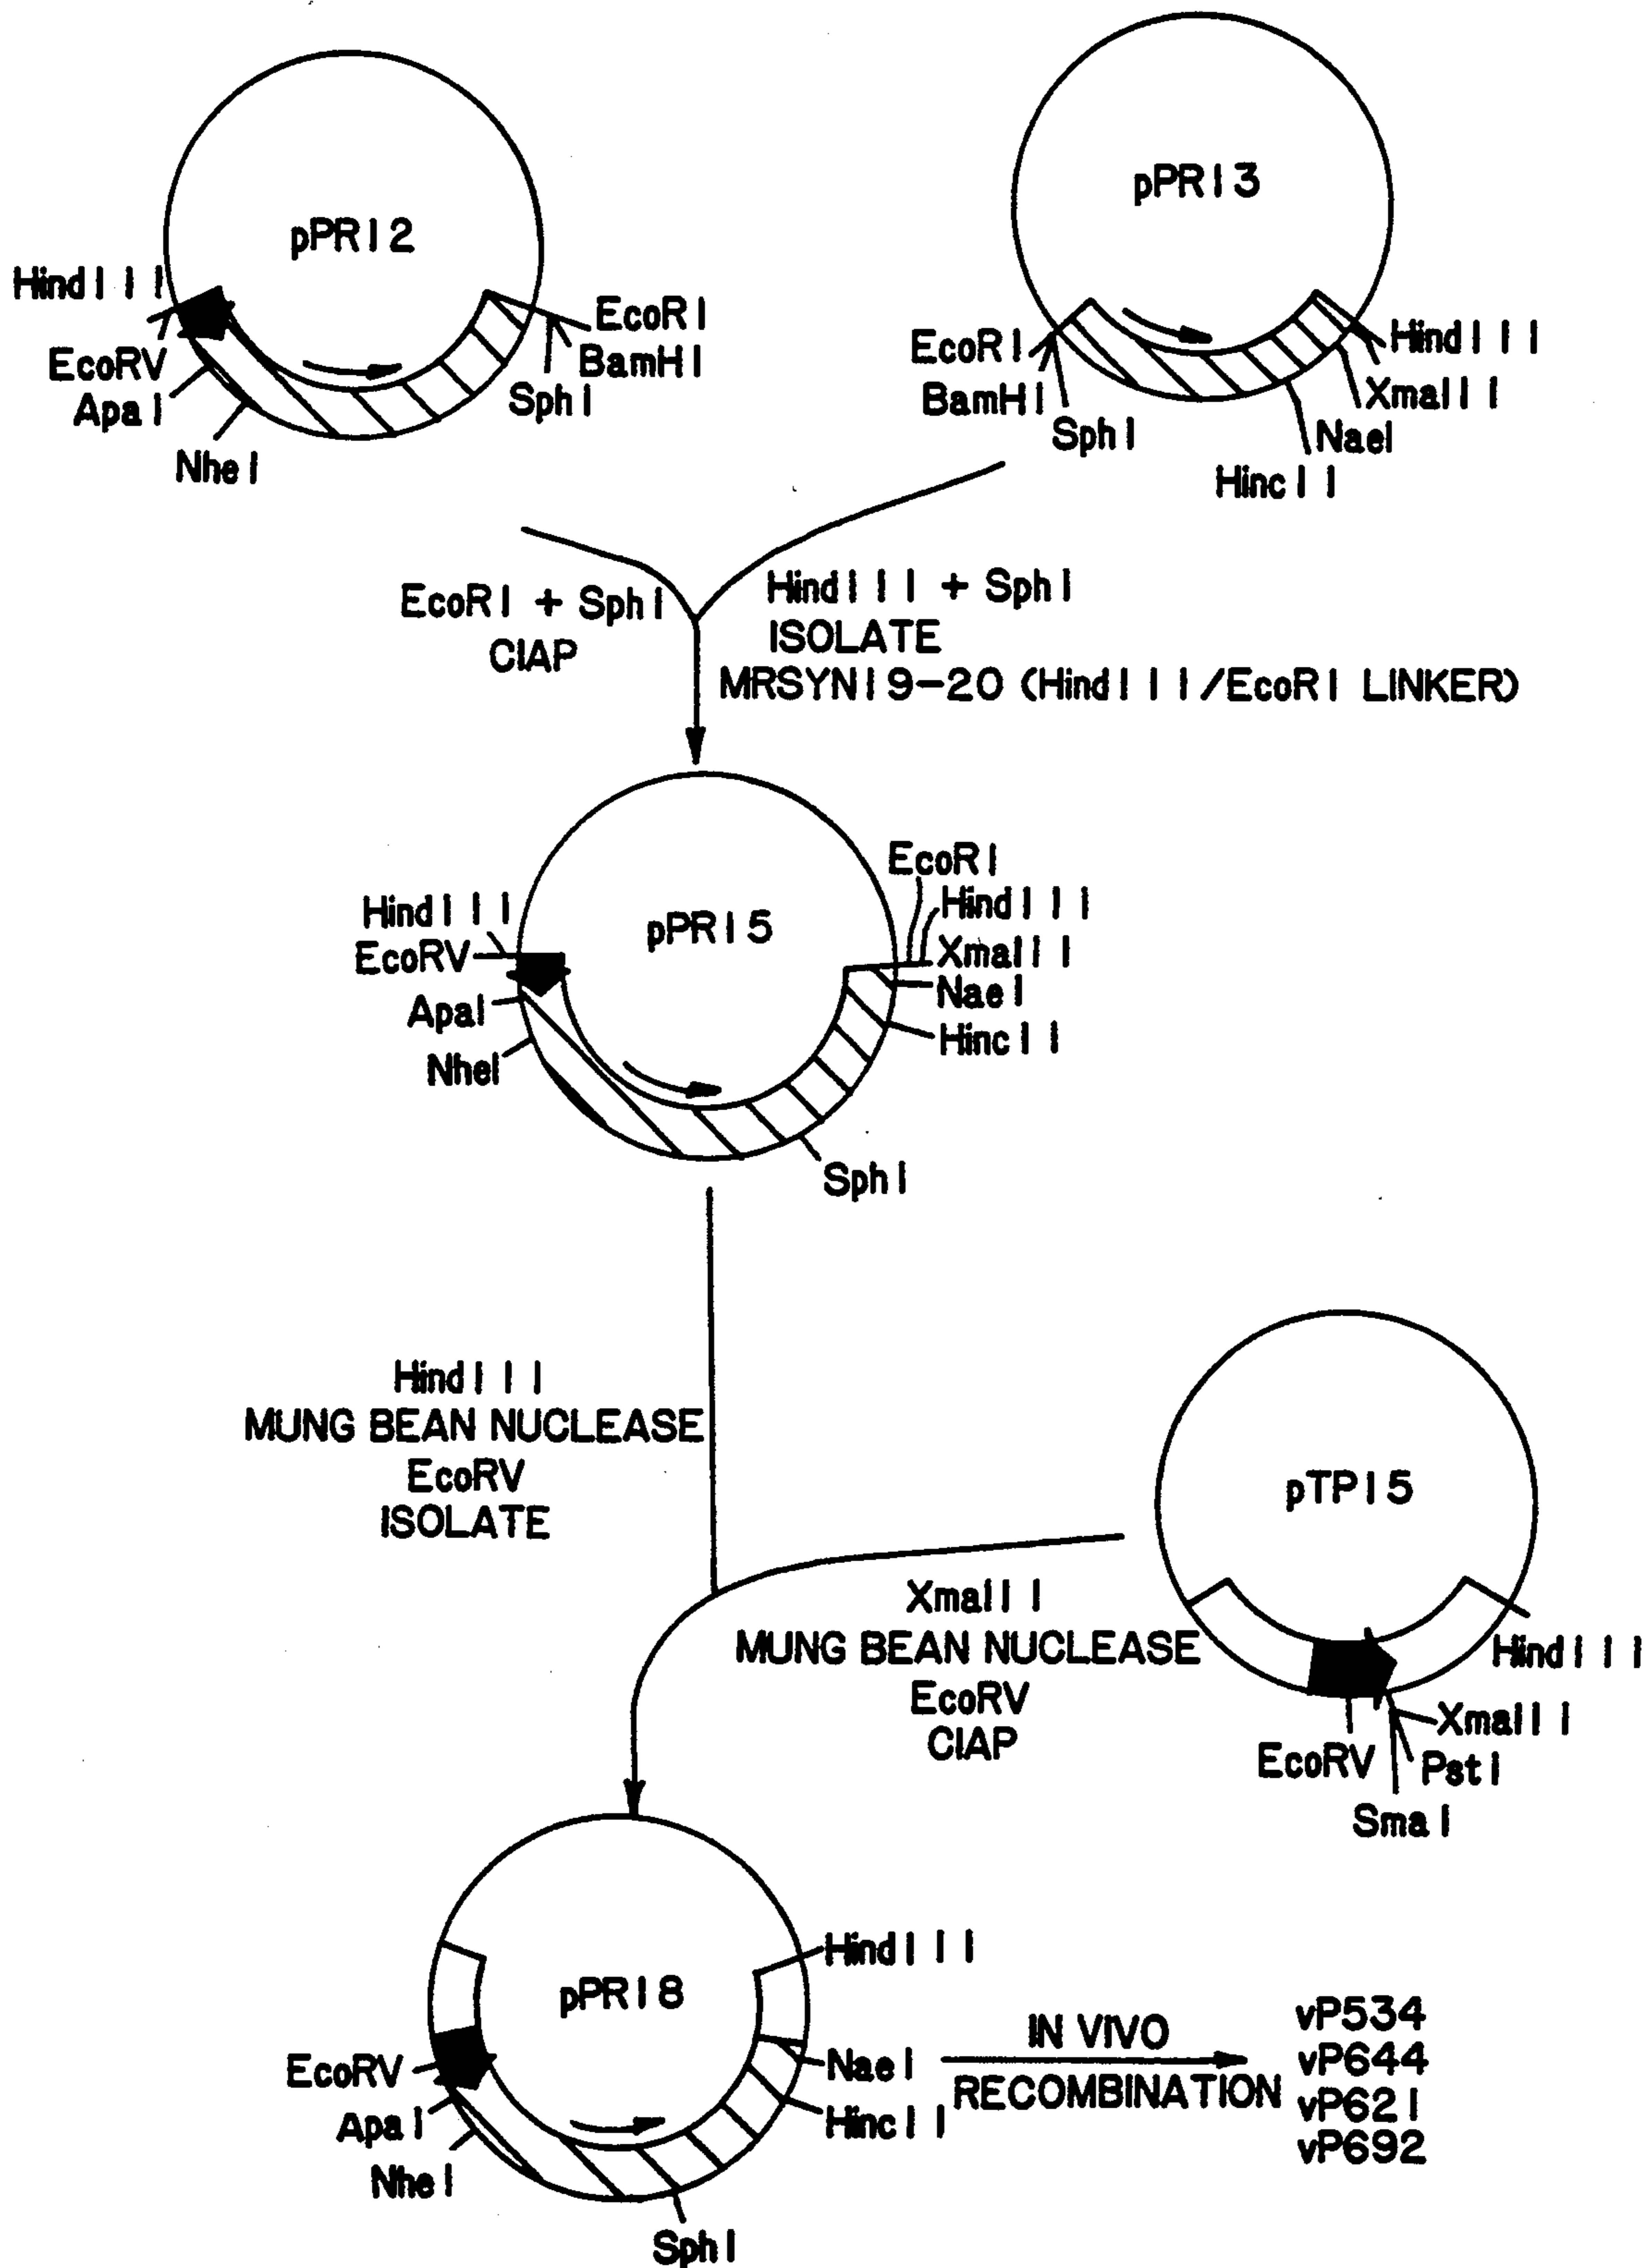 pPR12
HindIII
EcoRV
ApaI
NheI
EcoRI
BamHI
SphI
pPR13
EcoRI
BamHI
SphI
HindIII
XmaIII
NaeI
HincII
EcoRI + SphI
CIAP
HindIII + SphI
ISOLATE
MRSYN19-20 (HindIII/EcoRI LINKER)
pPR15
HindIII
EcoRV
ApaI
NheI
EcoRI
HindIII
XmaIII
NaeI
HincII
SphI
HindIII
MUNG BEAN NUCLEASE
EcoRV
ISOLATE
pTP15
HindIII
XmaIII
PstI
EcoRV
SmaI
XmaIII
MUNG BEAN NUCLEASE
EcoRV
CIAP
pPR18
HindIII
EcoRV
ApaI
NheI
NaeI
HincII
SphI
IN VIVO
RECOMBINATION
vP534
vP644
vP621
vP692